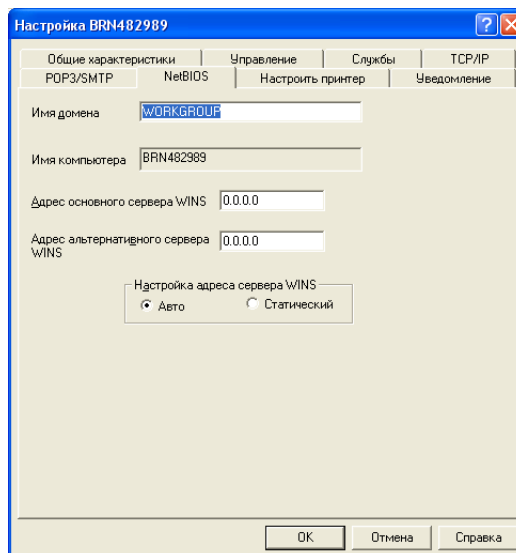 Настройка BRN482989
Общие характеристики Управление Службы TCP/IP
POP3/SMTP NetBIOS Настроить принтер Уведомление
Имя домена WORKGROUP
Имя компьютера BRN482989
Адрес основного сервера WINS 0.0.0.0
Адрес альтернативного сервера WINS 0.0.0.0
Настройка адреса сервера WINS
Авто Статический
OK Отмена Справка